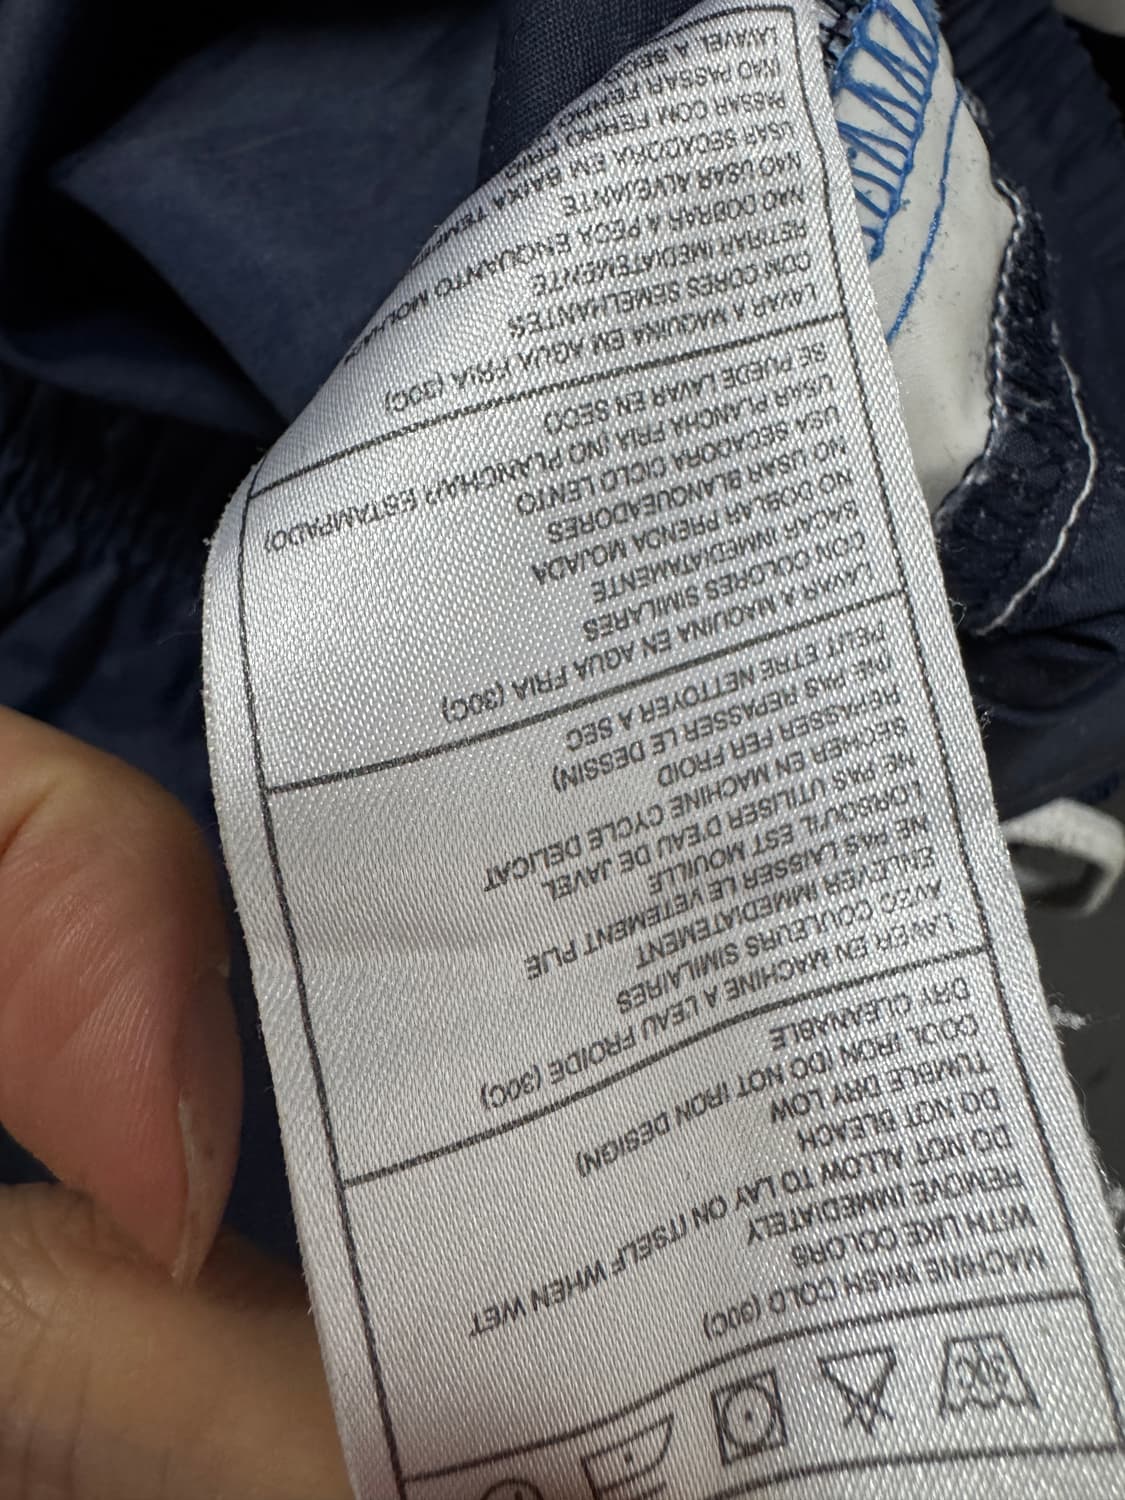 30C
MACHINE WASH COLD (30C)
WITH LIKE COLORS
REMOVE IMMEDIATELY
DO NOT ALLOW TO LAY ON ITSELF WHEN WET
DO NOT BLEACH
TUMBLE DRY LOW
COOL IRON (DO NOT IRON DESIGN)
DRY CLEANABLE
LAVER EN MACHINE A L'EAU FROIDE (30C)
AVEC COULEURS SIMILAIRES
ENLEVER IMMEDIATEMENT
NE PAS LAISSER LE VETEMENT PLIE
LORSQU'IL EST MOUILLE
NE PAS UTILISER D'EAU DE JAVEL
SECHER EN MACHINE CYCLE DELICAT
REPASSER FER FROID
(NE PAS REPASSER LE DESSIN)
PEUT ETRE NETTOYER A SEC
LAVAR A MAQUINA EN AGUA FRIA (30C)
CON COLORES SIMILARES
SACAR INMEDIATAMENTE
NO DOBLAR PRENDA MOJADA
NO USAR BLANQUEADORES
USA SECADORA CICLO LENTO
USAR PLANCHA FRIA (NO PLANCHAR ESTAMPADO)
SE PUEDE LAVAR EN SECO
LAVAR A MAQUINA EM AGUA FRIA (30C)
COM CORES SEMELHANTES
RETIRAR IMEDIATEMENTE
NAO DOBRAR A PECA ENQUANTO
NAO USAR ALVEJANTE
USAR SECADORA EM BAIXA
PASSAR COM FERRO FRIO
(NAO PASSAR
LAVAVEL A